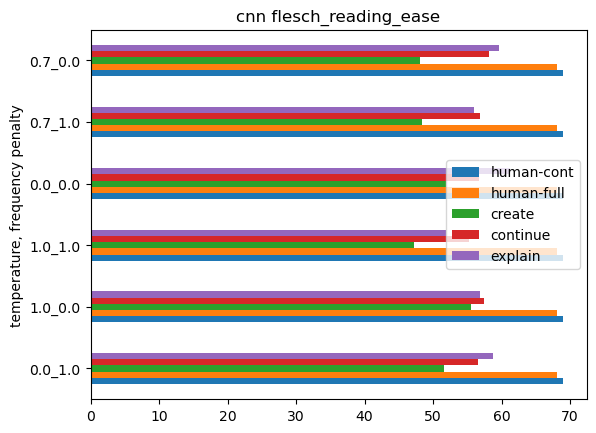 cnn flesch_reading_ease
temperature, frequency penalty
0.7_0.0
0.7_1.0
0.0_0.0
1.0_1.0
1.0_0.0
0.0_1.0
human-cont
human-full
create
continue
explain
0 10 20 30 40 50 60 70